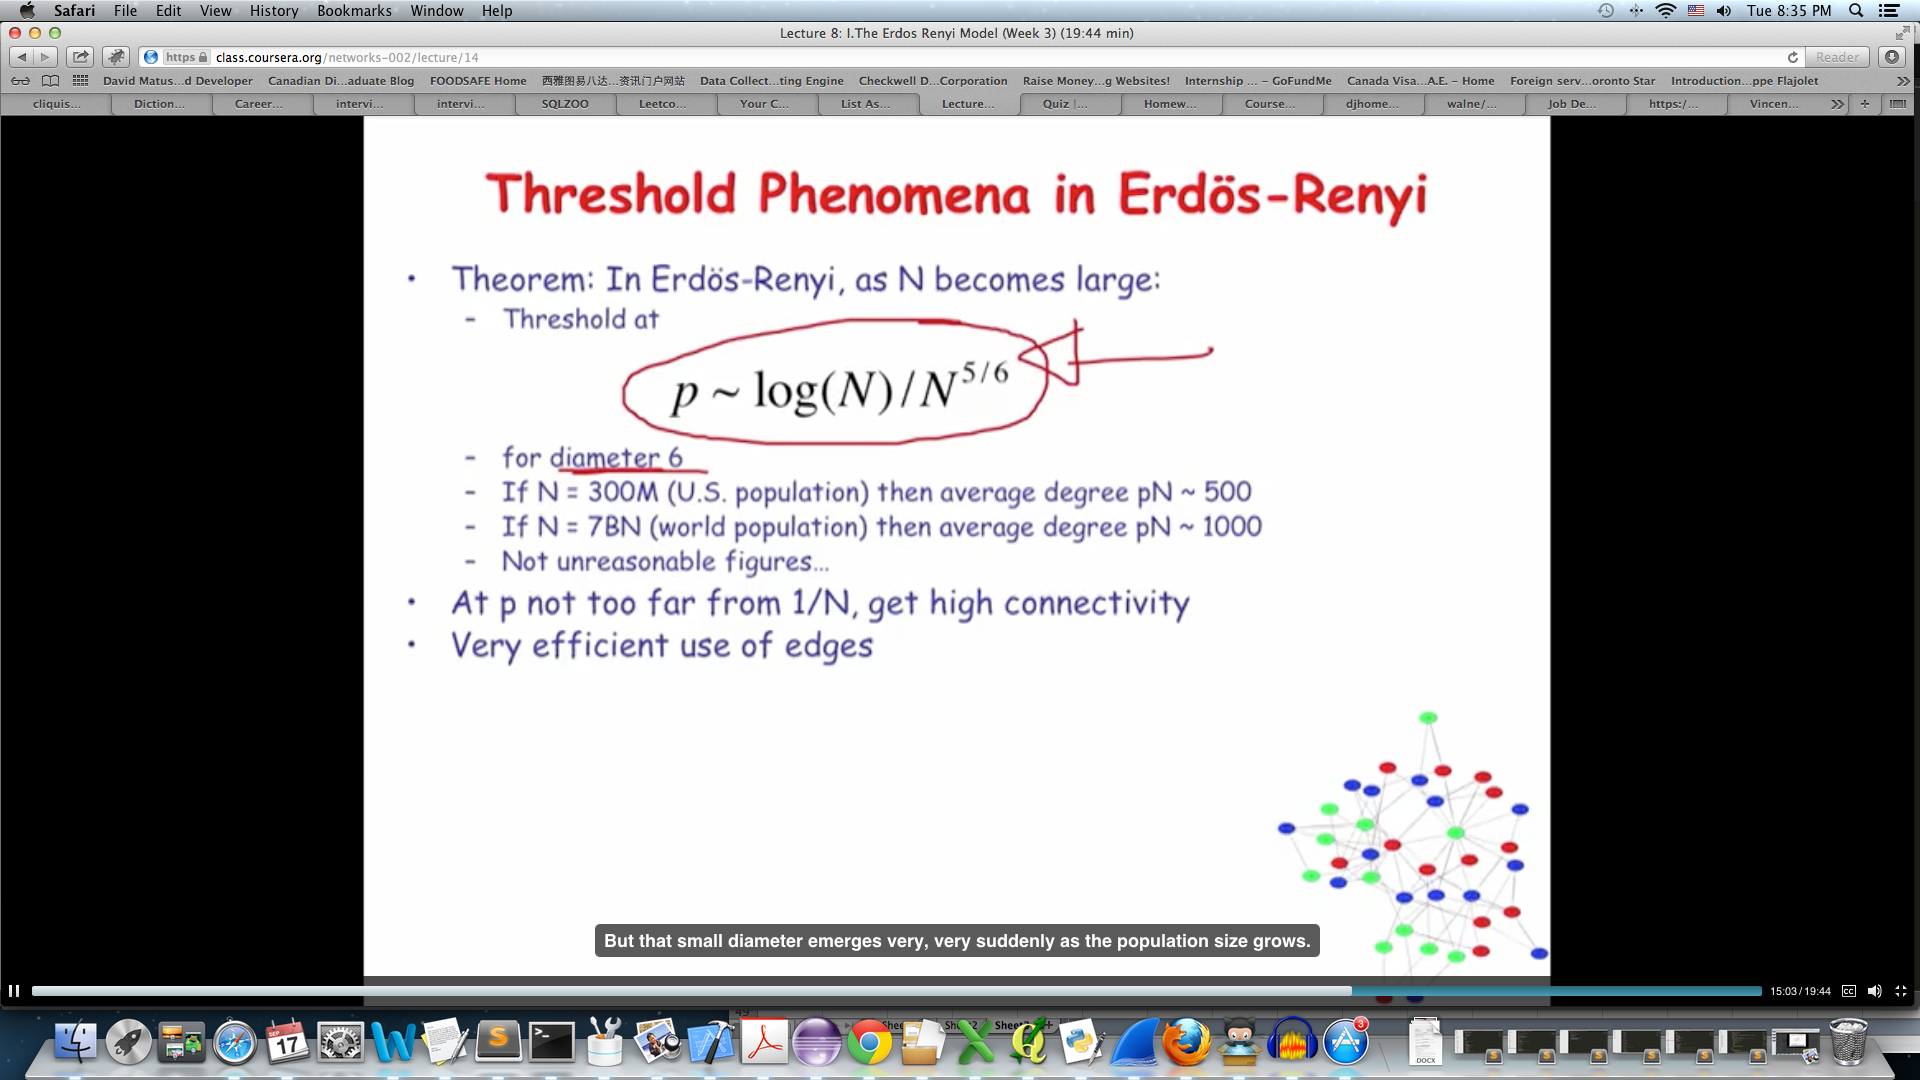 Safari File Edit View History Bookmarks Window Help Tue 8:35 PM
Lecture 8: I.The Erdos Renyi Model (Week 3) (19:44 min)
https class.coursera.org/networks-002/lecture/14 Reader
David Matus...d Developer Canadian Di...aduate Blog FOODSAFE Home 西雅图易八达...资讯门户网站 Data Collect...ting Engine Checkwell D...Corporation Raise Money...g Websites! Internship ... - GoFundMe Canada Visa...A.E. - Home Foreign serv...oronto Star Introduction...ppe Flajolet
cliquis... Diction... Career... intervi... intervi... SQLZOO Leetco... Your C... List As... Lecture... Quiz |... Homew... Course... djhome... walne/... Job De... https:/... Vincen...
Threshold Phenomena in Erdös-Renyi
• Theorem: In Erdös-Renyi, as N becomes large:
- Threshold at
p ~ log(N)/N^5/6
- for diameter 6
- If N = 300M (U.S. population) then average degree pN ~ 500
- If N = 7BN (world population) then average degree pN ~ 1000
- Not unreasonable figures…
• At p not too far from 1/N, get high connectivity
• Very efficient use of edges
But that small diameter emerges very, very suddenly as the population size grows.
15:03/19:44 CC
SEP
17
3
DOCX